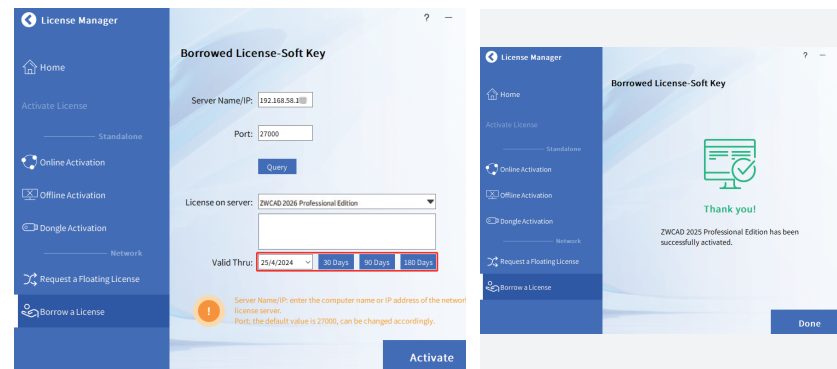 License Manager
? −
Home
Activate License
Standalone
Online Activation
Offline Activation
Dongle Activation
Network
Request a Floating License
Borrow a License
Borrowed License-Soft Key
Server Name/IP: 192.168.58.1
Port: 27000
Query
License on server: ZWCAD 2026 Professional Edition
Valid Thru: 25/4/2024 30 Days 90 Days 180 Days
!
Server Name/IP: enter the computer name or IP address of the networ
license server.
Port: the default value is 27000, can be changed accordingly.
Activate
License Manager
? −
Home
Activate License
Standalone
Online Activation
Offline Activation
Dongle Activation
Network
Request a Floating License
Borrow a License
Borrowed License-Soft Key
Thank you!
ZWCAD 2025 Professional Edition has been
successfully activated.
Done